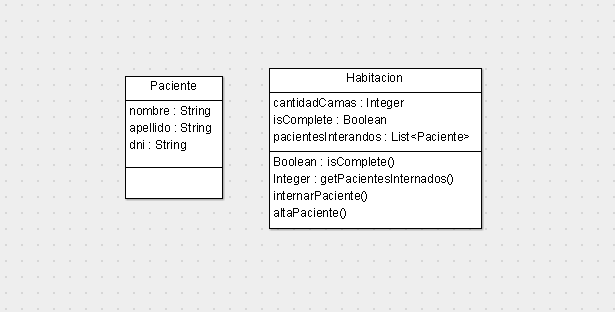 Paciente
nombre : String
apellido : String
dni : String
Habitacion
cantidadCamas : Integer
isComplete : Boolean
pacientesInterandos : List<Paciente>
Boolean : isComplete()
Integer : getPacientesInternados()
internarPaciente()
altaPaciente()